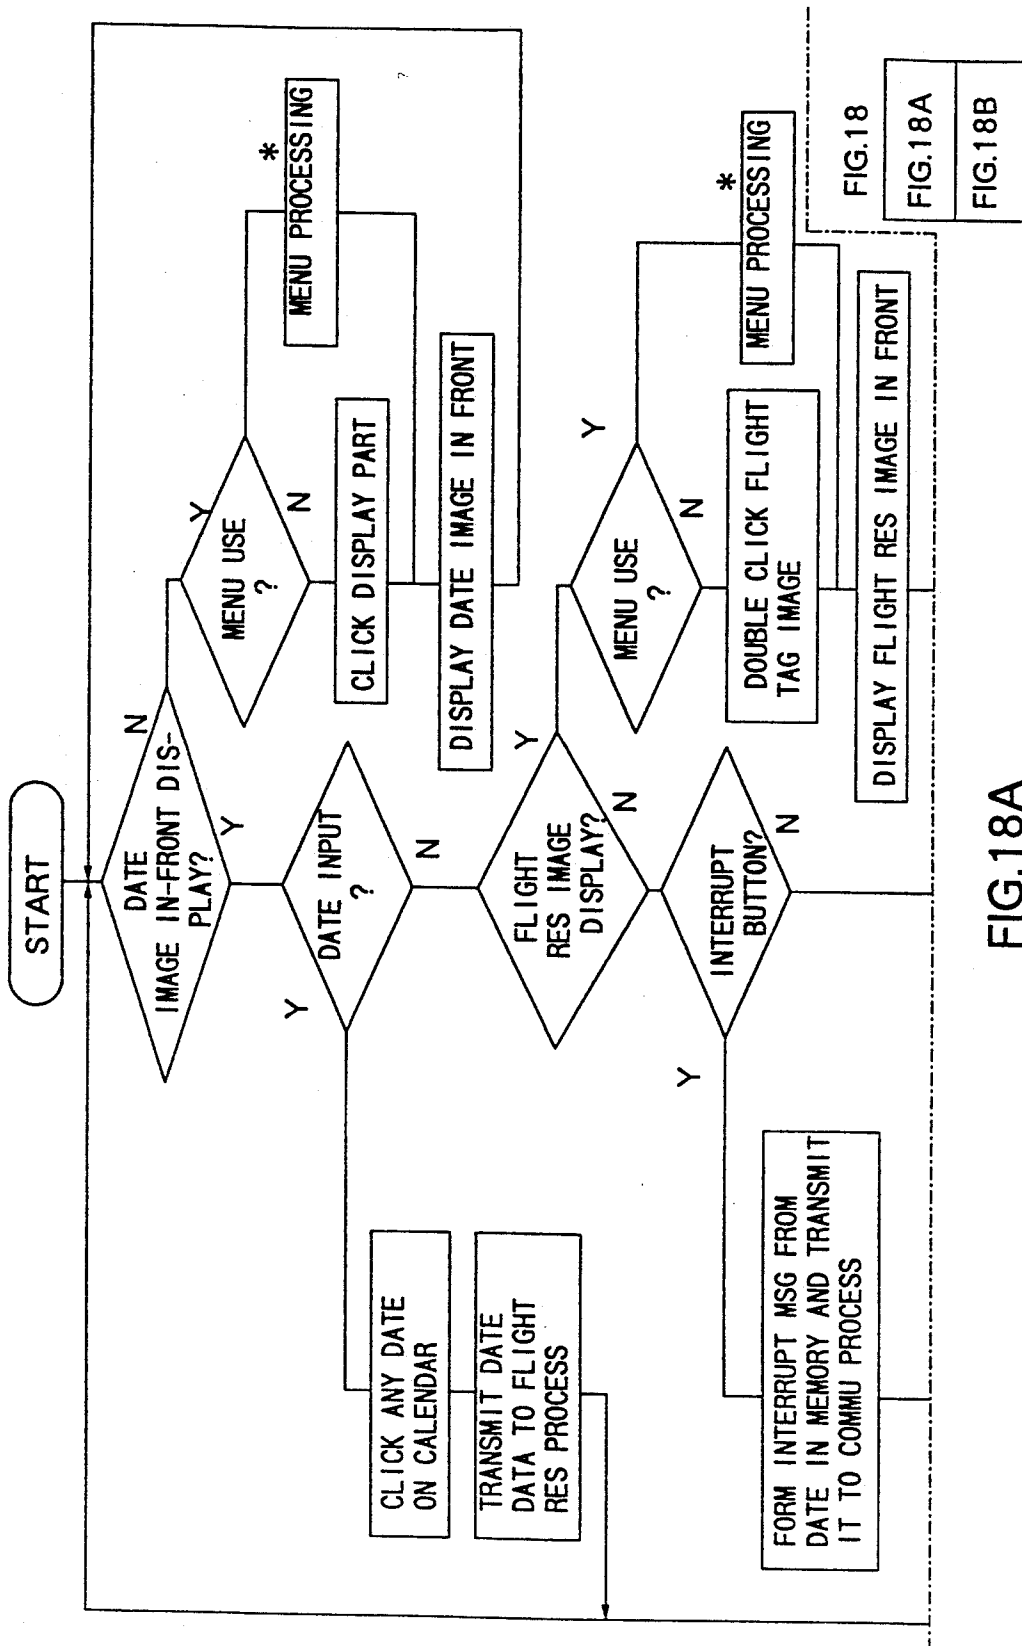 START
DATE
IMAGE IN-FRONT DIS-
PLAY?
N
Y
MENU USE
?
Y
N
*
MENU PROCESSING
CLICK DISPLAY PART
DISPLAY DATE IMAGE IN FRONT
DATE INPUT
?
Y
N
CLICK ANY DATE
ON CALENDAR
TRANSMIT DATE
DATA TO FLIGHT
RES PROCESS
FLIGHT
RES IMAGE
DISPLAY?
Y
N
MENU USE
?
Y
N
*
MENU PROCESSING
DOUBLE CLICK FLIGHT
TAG IMAGE
DISPLAY FLIGHT RES IMAGE IN FRONT
INTERRUPT
BUTTON?
Y
N
FORM INTERRUPT MSG FROM
DATE IN MEMORY AND TRANSMIT
IT TO COMMU PROCESS
FIG.18
FIG.18A
FIG.18B
FIG.18A